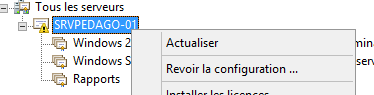 Tous les serveurs
SRVPEDAGO-01
Actualiser
Windows 2
Revoir la configuration ...
Windows S
Rapports
Installer les licences